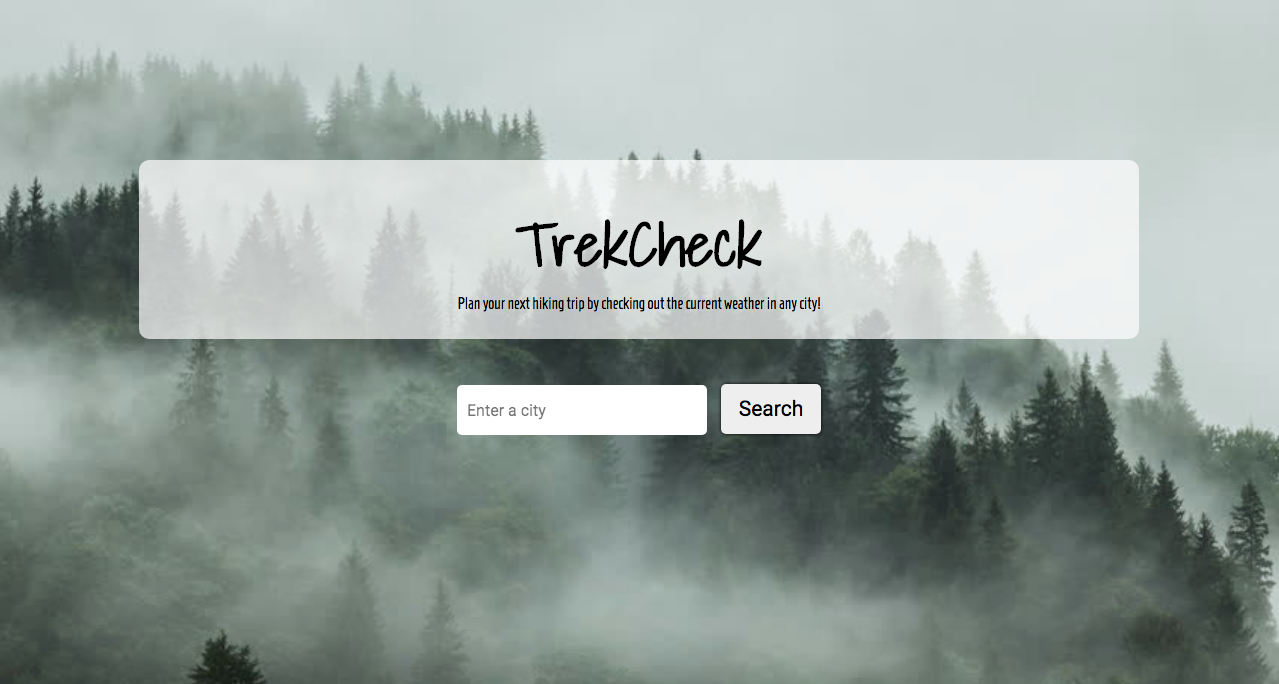 TrekCheck
Plan your next hiking trip by checking out the current weather in any city!
Enter a city
Search